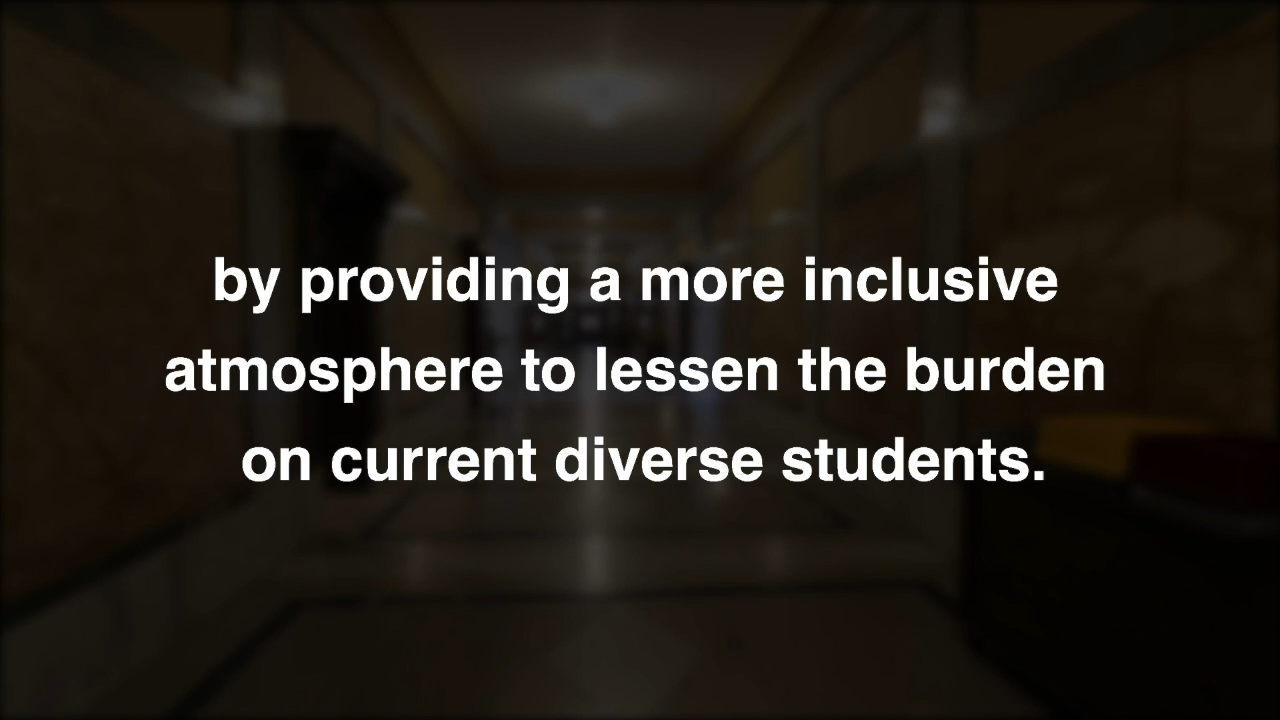 by providing a more inclusive
atmosphere to lessen the burden
on current diverse students.